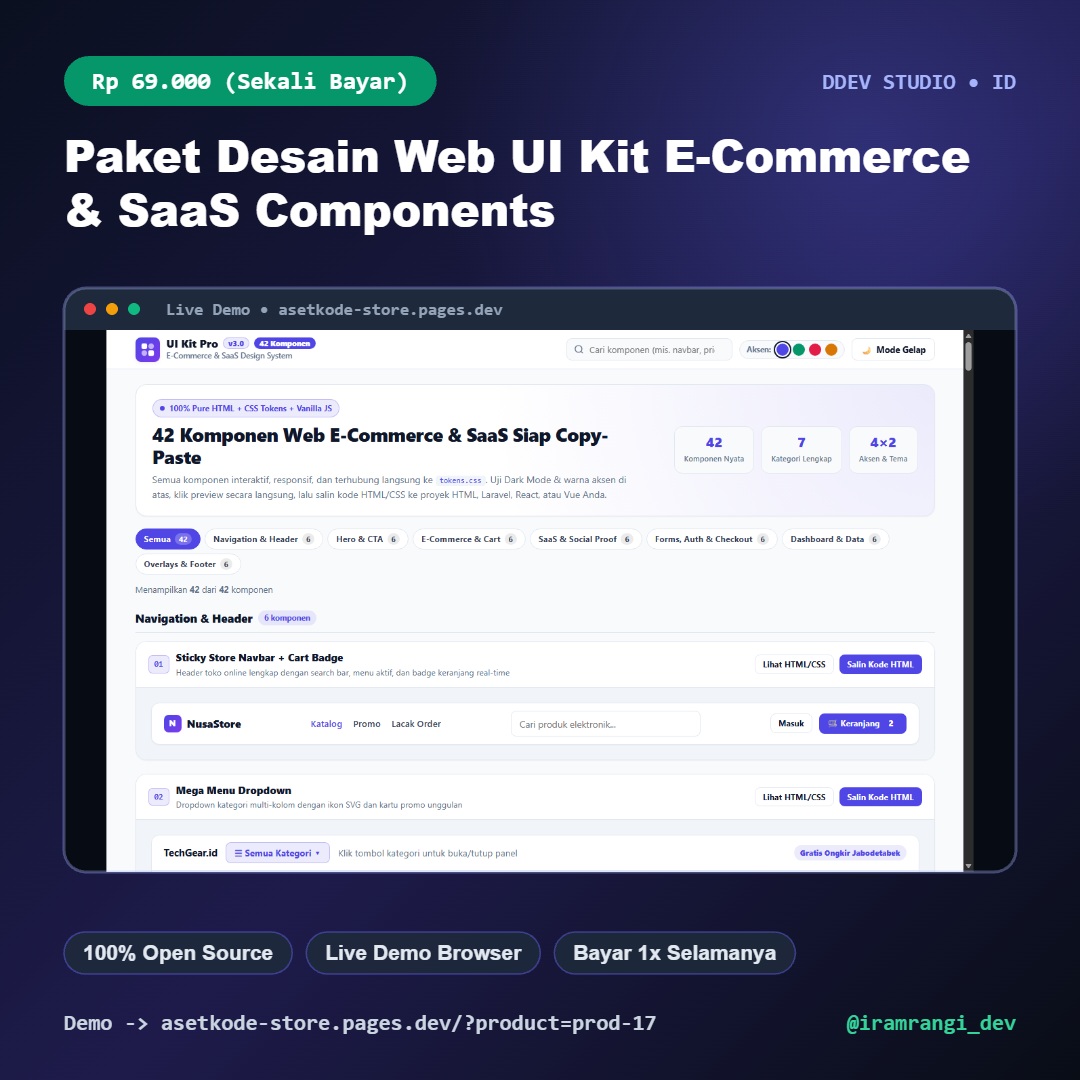 Rp 69.000 (Sekali Bayar)
DDEV STUDIO • ID
Paket Desain Web UI Kit E-Commerce
& SaaS Components
Live Demo • asetkode-store.pages.dev
UI Kit Pro v3.0 42 Komponen
E-Commerce & SaaS Design System
Cari komponen (mis. navbar, pri
Aksen:
🌙 Mode Gelap
• 100% Pure HTML + CSS Tokens + Vanilla JS
42 Komponen Web E-Commerce & SaaS Siap Copy-
Paste
Semua komponen interaktif, responsif, dan terhubung langsung ke tokens.css. Uji Dark Mode & warna aksen di
atas, klik preview secara langsung, lalu salin kode HTML/CSS ke proyek HTML, Laravel, React, atau Vue Anda.
42
Komponen Nyata
7
Kategori Lengkap
4×2
Aksen & Tema
Semua 42
Navigation & Header 6
Hero & CTA 6
E-Commerce & Cart 6
SaaS & Social Proof 6
Forms, Auth & Checkout 6
Dashboard & Data 6
Overlays & Footer 6
Menampilkan 42 dari 42 komponen
Navigation & Header 6 komponen
01
Sticky Store Navbar + Cart Badge
Header toko online lengkap dengan search bar, menu aktif, dan badge keranjang real-time
Lihat HTML/CSS
Salin Kode HTML
N NusaStore
Katalog
Promo
Lacak Order
Cari produk elektronik...
Masuk
Keranjang 2
02
Mega Menu Dropdown
Dropdown kategori multi-kolom dengan ikon SVG dan kartu promo unggulan
Lihat HTML/CSS
Salin Kode HTML
TechGear.id
☰ Semua Kategori ▾
Klik tombol kategori untuk buka/tutup panel
Gratis Ongkir Jabodetabek
100% Open Source
Live Demo Browser
Bayar 1x Selamanya
Demo -> asetkode-store.pages.dev/?product=prod-17
@iramrangi_dev